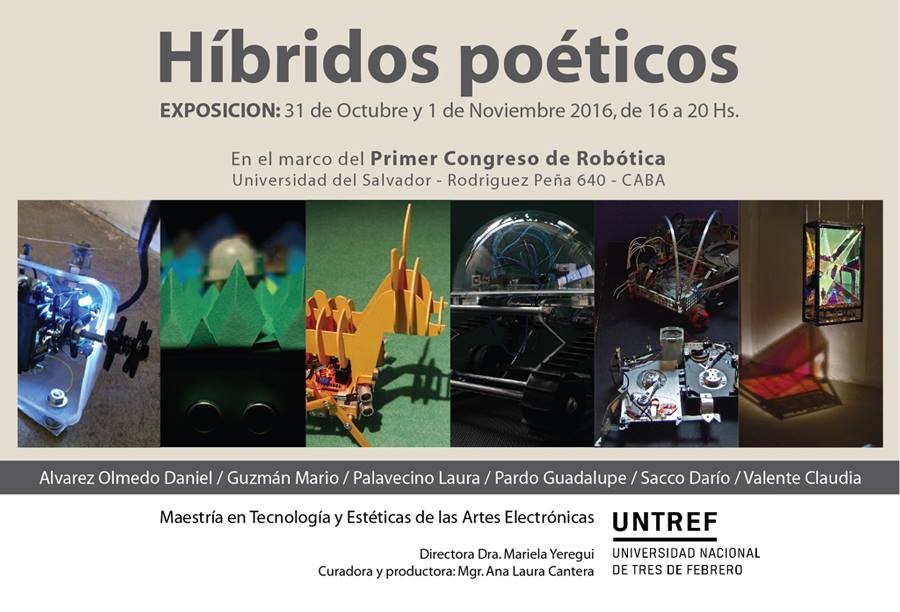 Híbridos poéticos
EXPOSICION: 31 de Octubre y 1 de Noviembre 2016, de 16 a 20 Hs.
En el marco del Primer Congreso de Robótica
Universidad del Salvador - Rodriguez Peña 640 - CABA
Alvarez Olmedo Daniel / Guzmán Mario / Palavecino Laura / Pardo Guadalupe / Sacco Darío / Valente Claudia
Maestría en Tecnología y Estéticas de las Artes Electrónicas
UNTREF
UNIVERSIDAD NACIONAL
DE TRES DE FEBRERO
Directora Dra. Mariela Yeregui
Curadora y productora: Mgr. Ana Laura Cantera